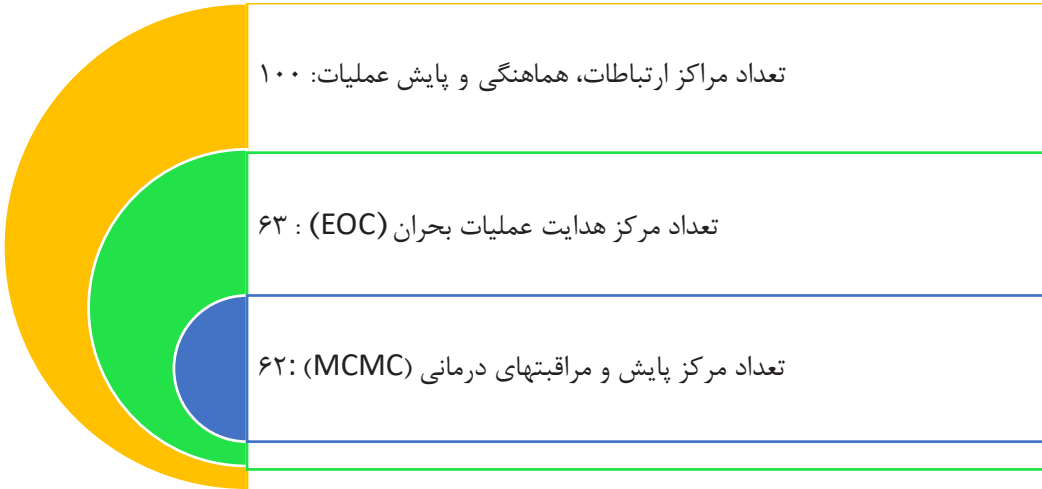 تعداد مراکز ارتباطات، هماهنگی و پایش عملیات: ۱۰۰
تعداد مرکز هدایت عملیات بحران (EOC) : ۶۳
تعداد مرکز پایش و مراقبتهای درمانی (MCMC) :۶۲